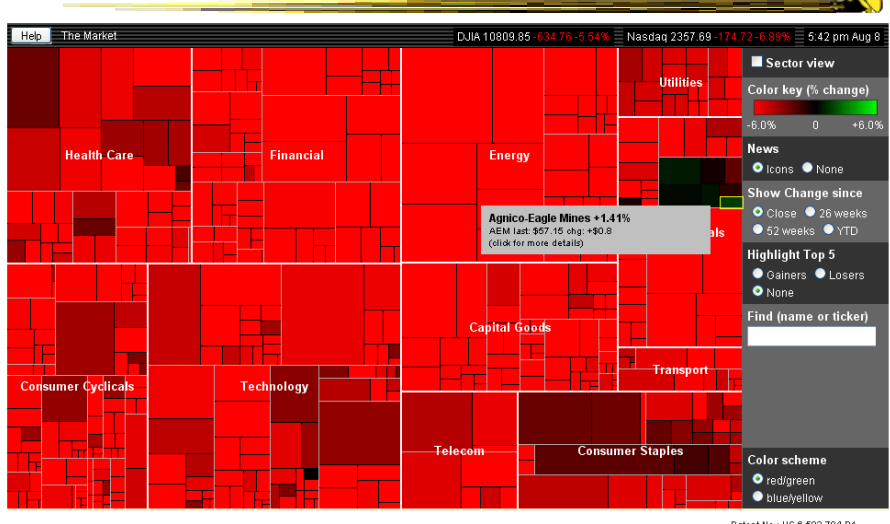 Help The Market DJIA 10809.85 -634.76 -5.54% Nasdaq 2357.69 -174.72 -6.89% 5:42 pm Aug 8
Sector view
Utilities
Color key (% change)
-6.0% 0 +6.0%
Health Care Financial Energy
News
Icons None
Show Change since
Close 26 weeks
52 weeks YTD
Agnico-Eagle Mines +1.41%
AEM last: $57.15 chg: +$0.8
(click for more details)
als
Highlight Top 5
Gainers Losers
None
Find (name or ticker)
Capital Goods
Transport
Consumer Cyclicals Technology
Telecom Consumer Staples
Color scheme
red/green
blue/yellow